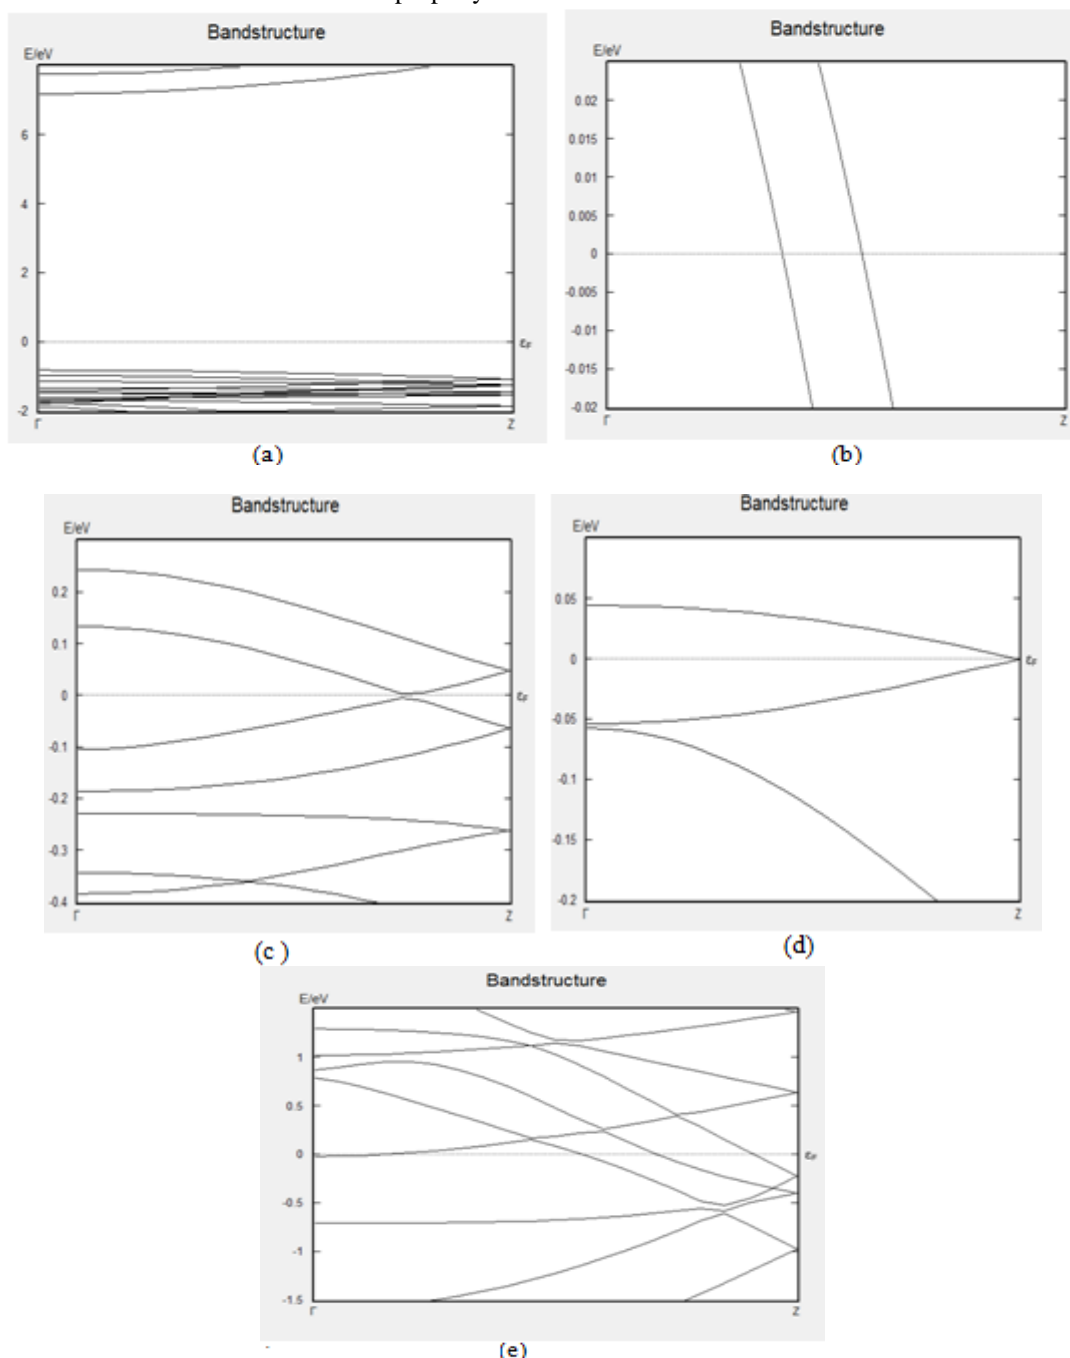 Bandstructure
E/eV
6
4
2
0
-2
εF
Γ
Z
(a)
Bandstructure
E/eV
0.02
0.015
0.01
0.005
0
-0.005
-0.01
-0.015
-0.02
Γ
Z
(b)
Bandstructure
E/eV
0.2
0.1
0
-0.1
-0.2
-0.3
-0.4
εF
Γ
Z
(c )
Bandstructure
E/eV
0.05
0
-0.05
-0.1
-0.15
-0.2
εF
Γ
Z
(d)
Bandstructure
E/eV
1
0.5
0
-0.5
-1
-1.5
εF
Γ
Z
(e)